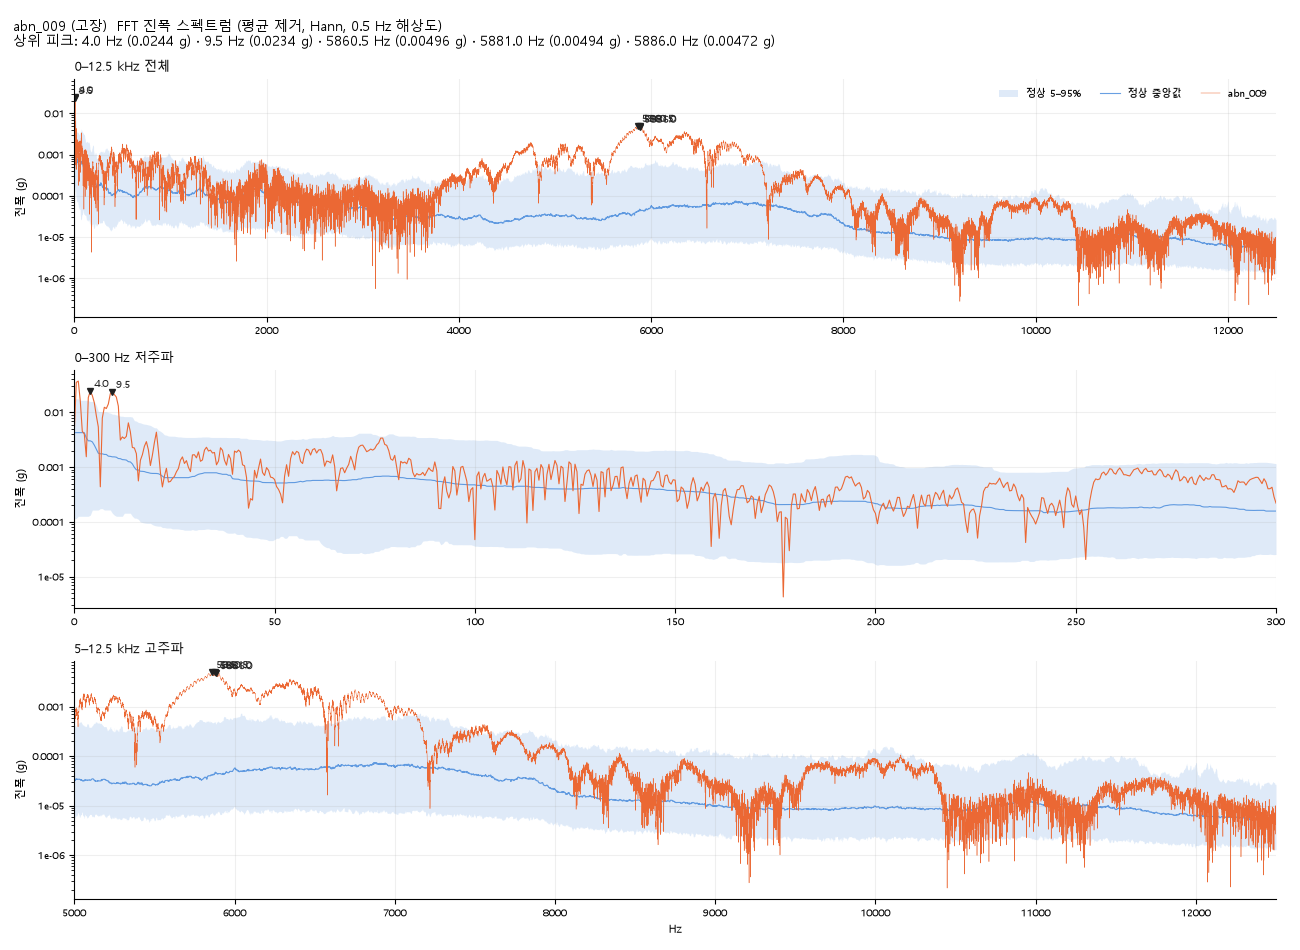 abn_009 (고장)  FFT 진폭 스펙트럼 (평균 제거, Hann, 0.5 Hz 해상도)
상위 피크: 4.0 Hz (0.0244 g) · 9.5 Hz (0.0234 g) · 5860.5 Hz (0.00496 g) · 5881.0 Hz (0.00494 g) · 5886.0 Hz (0.00472 g)
0–12.5 kHz 전체
정상 5–95% 정상 중앙값 abn_009
진폭 (g)
0.01
0.001
0.0001
1e-05
1e-06
0 2000 4000 6000 8000 10000 12000
0–300 Hz 저주파
4.0 9.5
진폭 (g)
0.01
0.001
0.0001
1e-05
0 50 100 150 200 250 300
5–12.5 kHz 고주파
진폭 (g)
0.001
0.0001
1e-05
1e-06
5000 6000 7000 8000 9000 10000 11000 12000
Hz